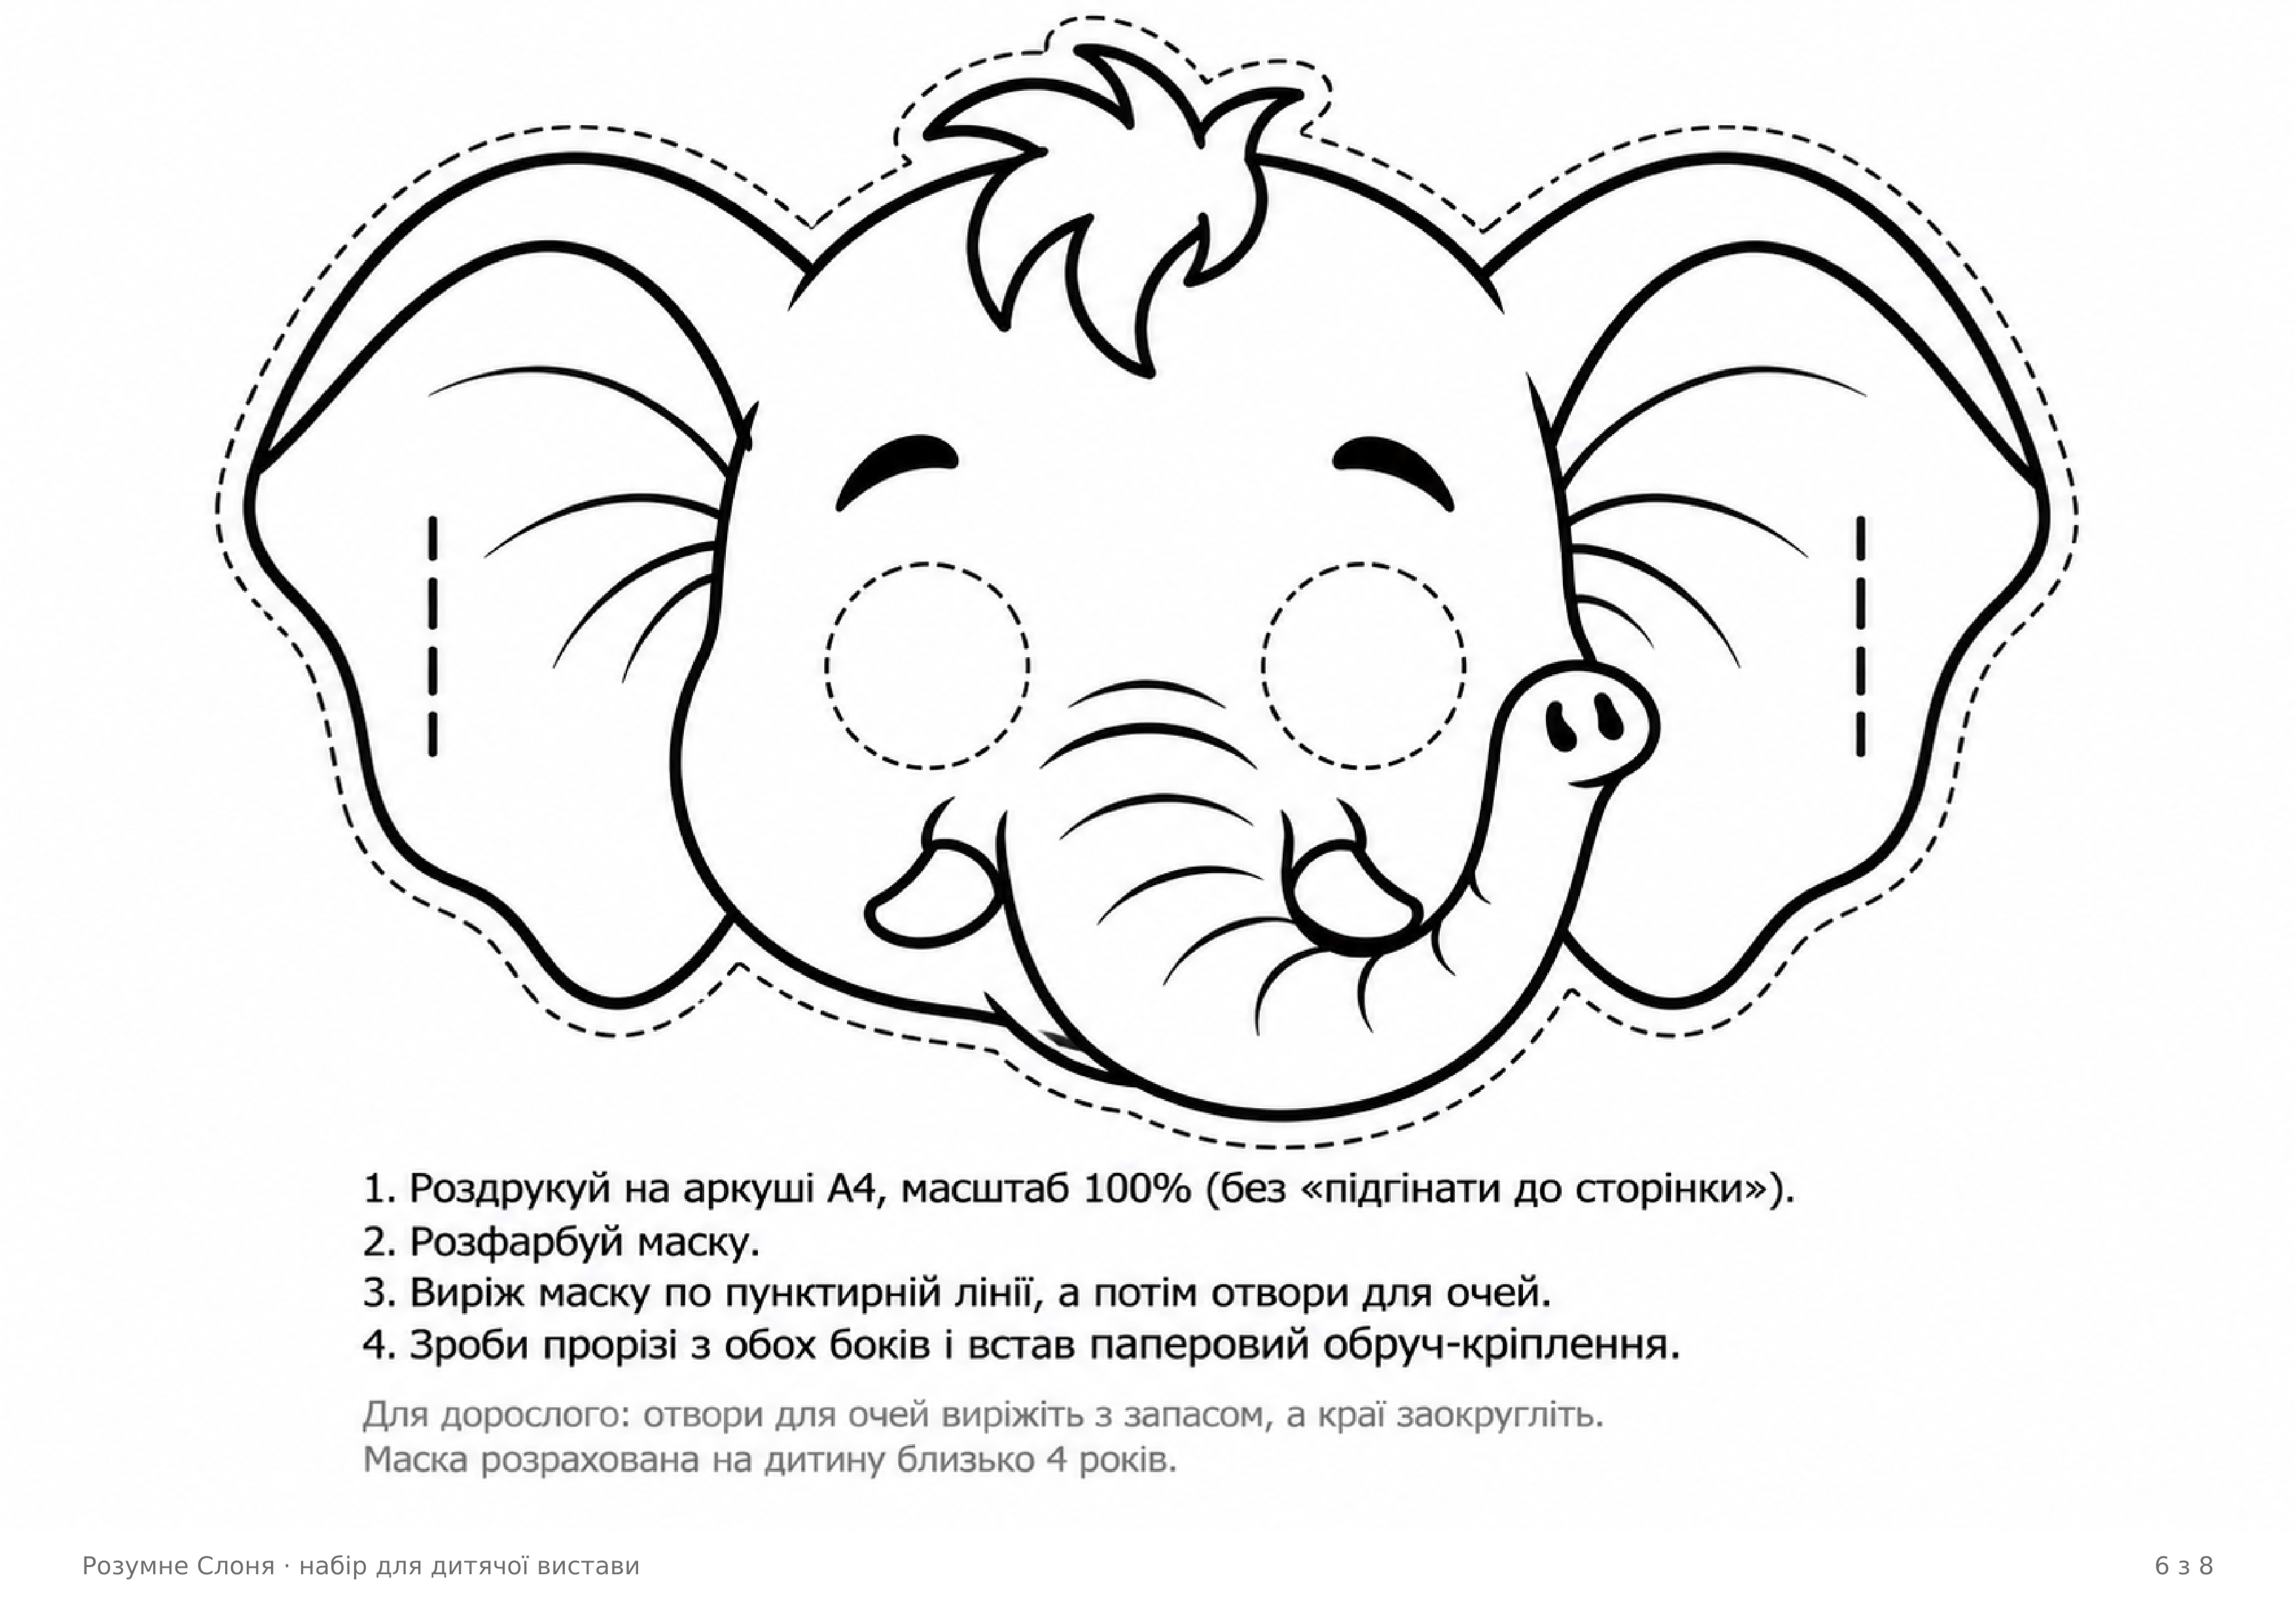 1. Роздрукуй на аркуші А4, масштаб 100% (без «підгінати до сторінки»).
2. Розфарбуй маску.
3. Виріж маску по пунктирній лінії, а потім отвори для очей.
4. Зроби прорізі з обох боків і встав паперовий обруч-кріплення.
Для дорослого: отвори для очей виріжіть з запасом, а краї заокругліть.
Маска розрахована на дитину близько 4 років.
Розумне Слоня · набір для дитячої вистави
6 з 8